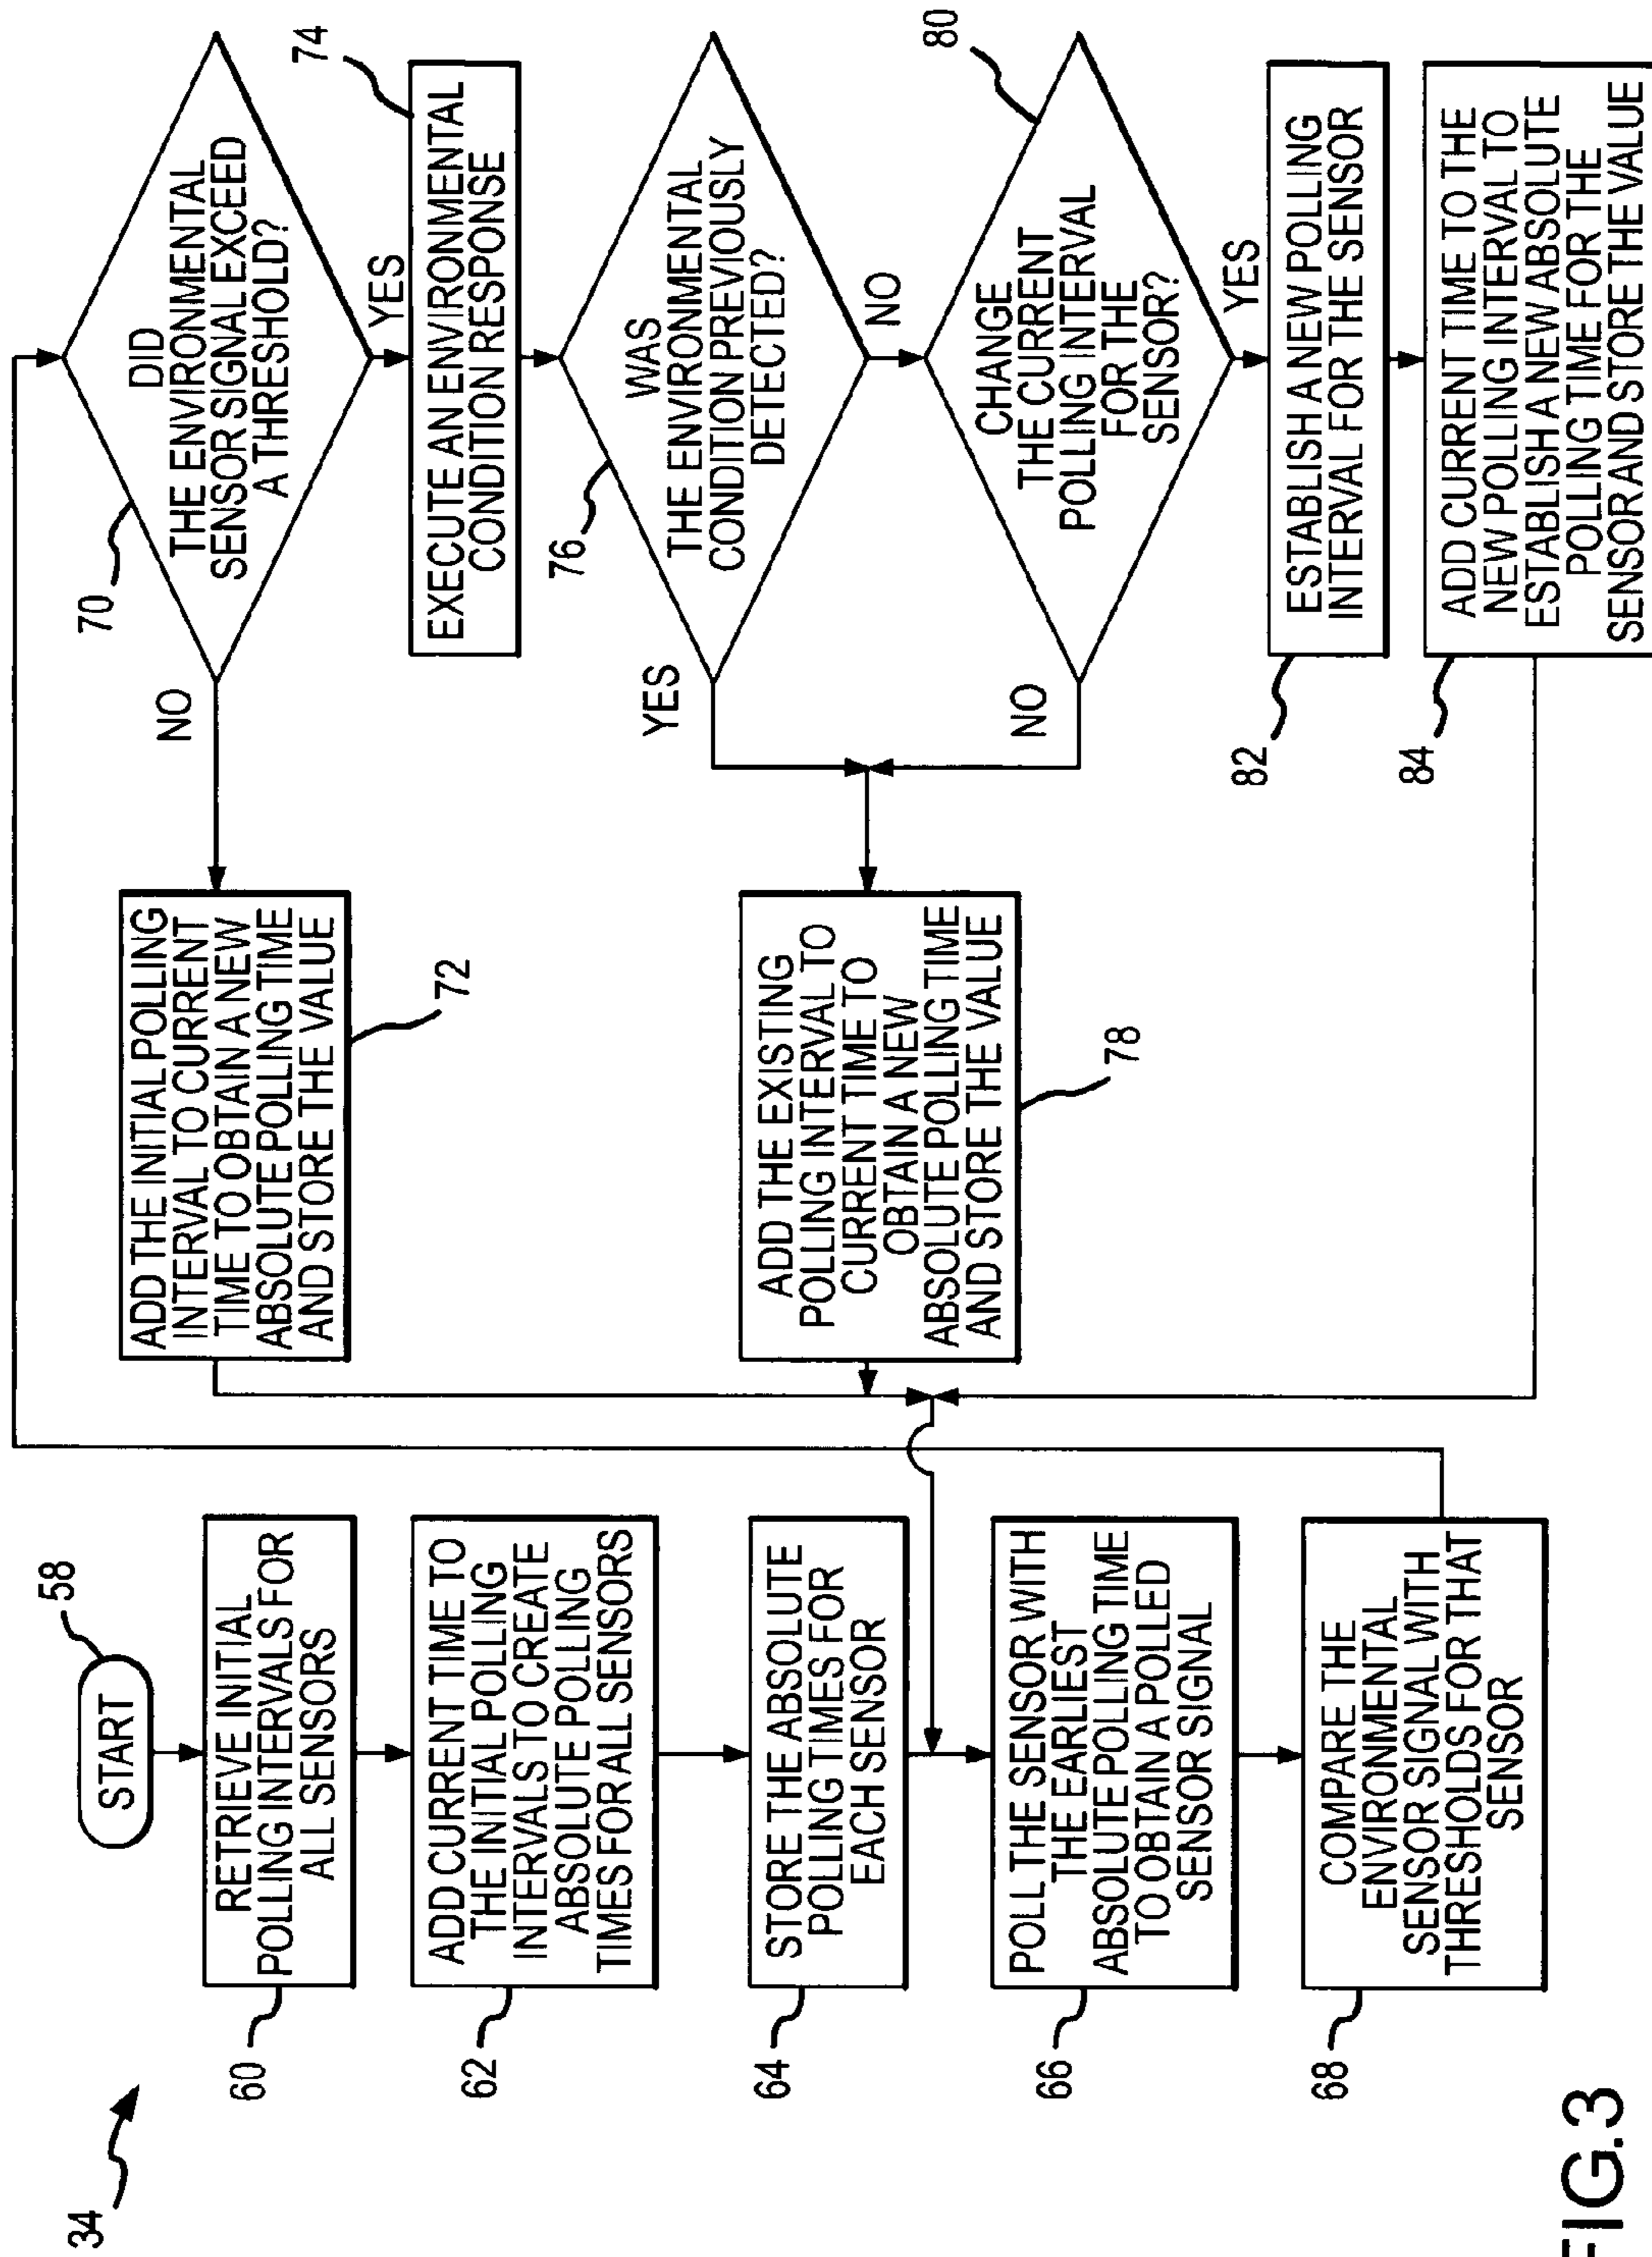 34
START
58
RETRIEVE INITIAL
POLLING INTERVALS FOR
ALL SENSORS
60
ADD CURRENT TIME TO
THE INITIAL POLLING
INTERVALS TO CREATE
ABSOLUTE POLLING
TIMES FOR ALL SENSORS
62
STORE THE ABSOLUTE
POLLING TIMES FOR
EACH SENSOR
64
POLL THE SENSOR WITH
THE EARLIEST
ABSOLUTE POLLING TIME
TO OBTAIN A POLLED
SENSOR SIGNAL
66
COMPARE THE
ENVIRONMENTAL
SENSOR SIGNAL WITH
THRESHOLDS FOR THAT
SENSOR
68
DID
THE ENVIRONMENTAL
SENSOR SIGNAL EXCEED
A THRESHOLD?
70
NO
YES
ADD THE INITIAL POLLING
INTERVAL TO CURRENT
TIME TO OBTAIN A NEW
ABSOLUTE POLLING TIME
AND STORE THE VALUE
72
EXECUTE AN ENVIRONMENTAL
CONDITION RESPONSE
74
WAS
THE ENVIRONMENTAL
CONDITION PREVIOUSLY
DETECTED?
76
YES
NO
ADD THE EXISTING
POLLING INTERVAL TO
CURRENT TIME TO
OBTAIN A NEW
ABSOLUTE POLLING TIME
AND STORE THE VALUE
78
CHANGE
THE CURRENT
POLLING INTERVAL
FOR THE
SENSOR?
80
NO
YES
ESTABLISH A NEW POLLING
INTERVAL FOR THE SENSOR
82
ADD CURRENT TIME TO THE
NEW POLLING INTERVAL TO
ESTABLISH A NEW ABSOLUTE
POLLING TIME FOR THE
SENSOR AND STORE THE VALUE
84
FIG.3